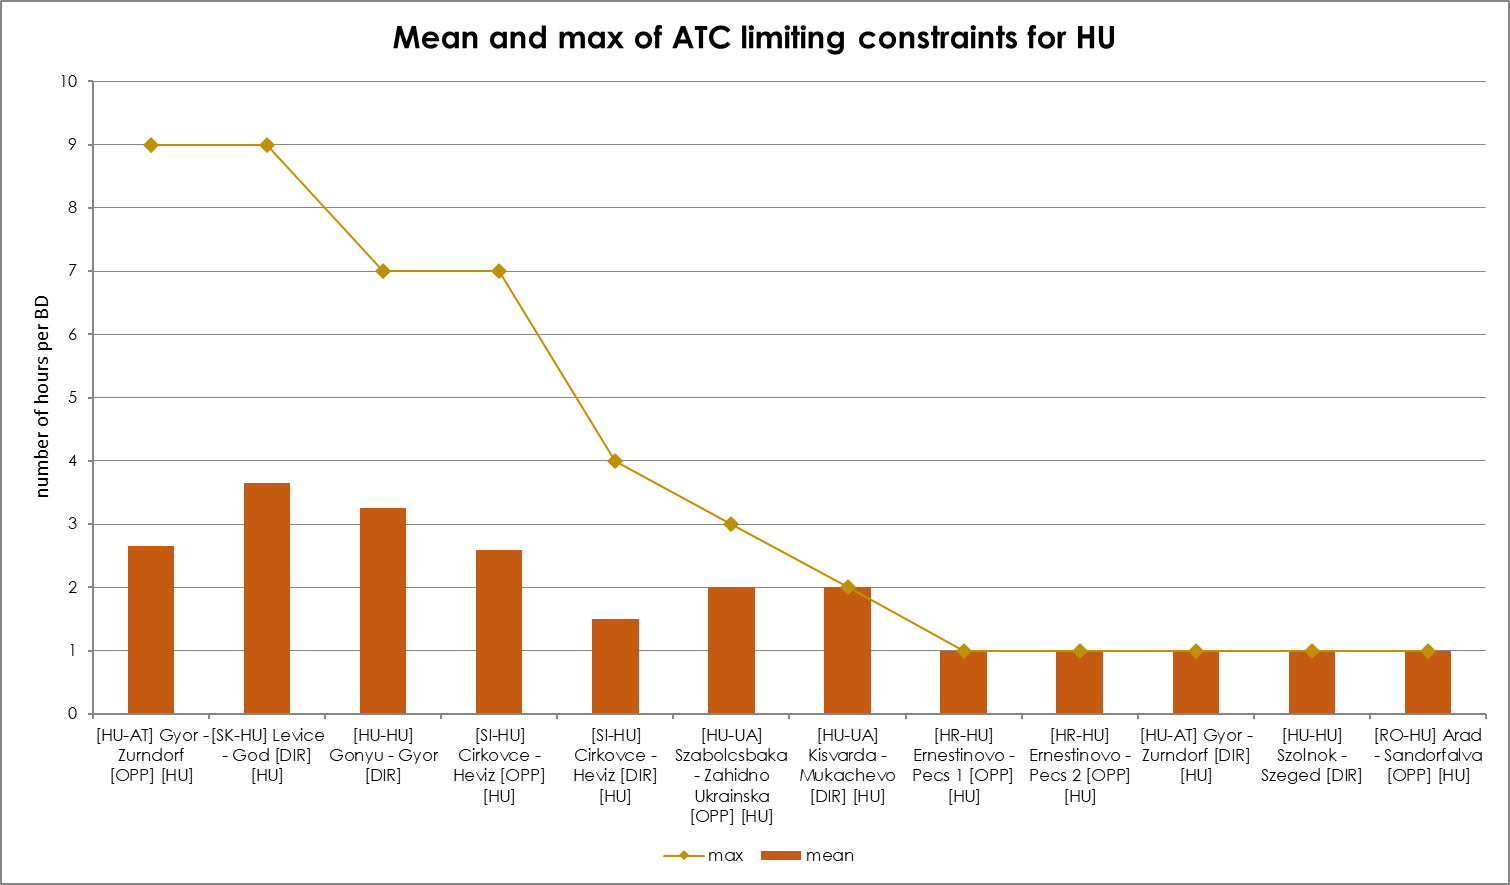 Mean and max of ATC limiting constraints for HU
number of hours per BD
10
9
8
7
6
5
4
3
2
1
0
[HU-AT] Gyor -
Zurndorf
[OPP] [HU]
[SK-HU] Levice
- God [DIR]
[HU]
[HU-HU]
Gonyu - Gyor
[DIR]
[SI-HU]
Cirkovce -
Heviz [OPP]
[HU]
[SI-HU]
Cirkovce -
Heviz [DIR]
[HU]
[HU-UA]
Szabolcsbaka
- Zahidno
Ukrainska
[OPP] [HU]
[HU-UA]
Kisvarda -
Mukachevo
[DIR] [HU]
[HR-HU]
Ernestinovo -
Pecs 1 [OPP]
[HU]
[HR-HU]
Ernestinovo -
Pecs 2 [OPP]
[HU]
[HU-AT] Gyor -
Zurndorf [DIR]
[HU]
[HU-HU]
Szolnok -
Szeged [DIR]
[RO-HU] Arad
- Sandorfalva
[OPP] [HU]
max
mean